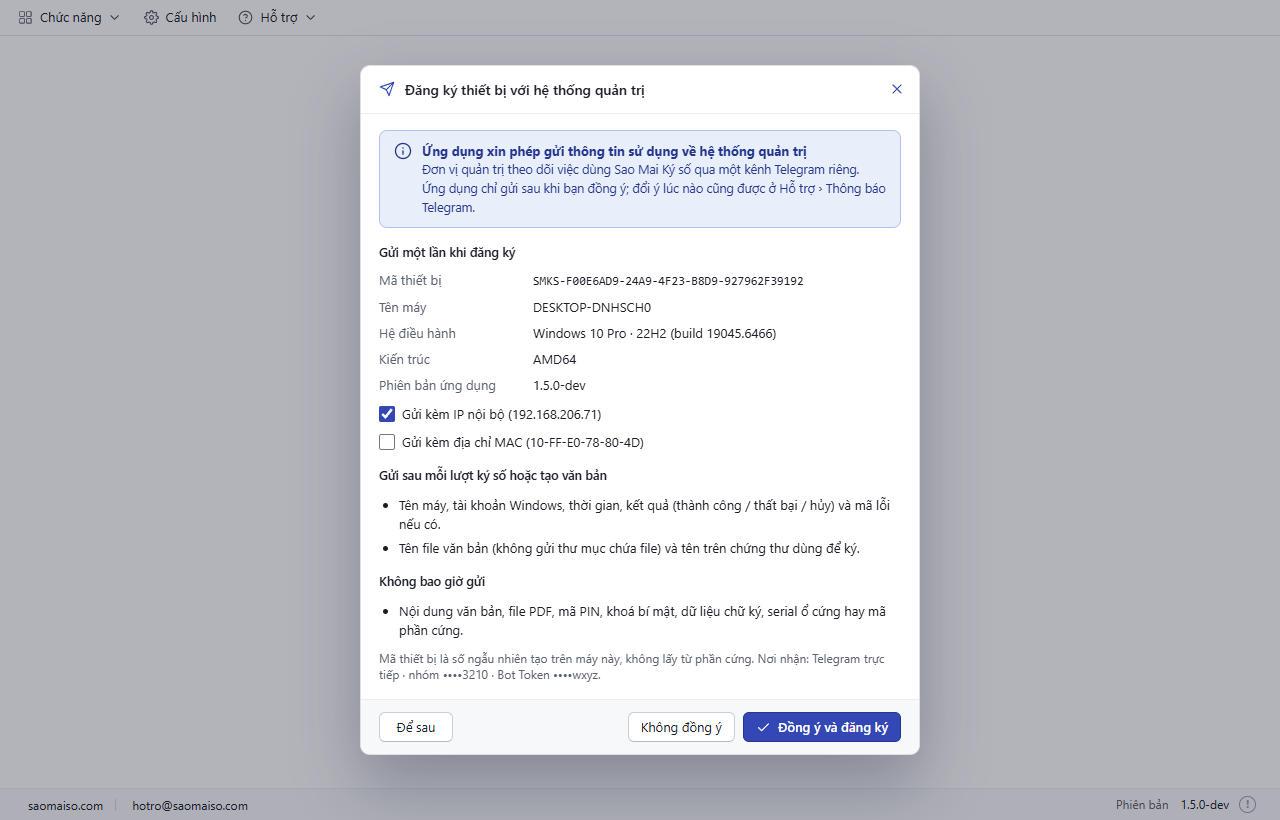 Chức năng
Cấu hình
Hỗ trợ
Đăng ký thiết bị với hệ thống quản trị
Ứng dụng xin phép gửi thông tin sử dụng về hệ thống quản trị
Đơn vị quản trị theo dõi việc dùng Sao Mai Ký số qua một kênh Telegram riêng.
Ứng dụng chỉ gửi sau khi bạn đồng ý; đổi ý lúc nào cũng được ở Hỗ trợ › Thông báo
Telegram.
Gửi một lần khi đăng ký
Mã thiết bị SMKS-F00E6AD9-24A9-4F23-B8D9-927962F39192
Tên máy DESKTOP-DNHSCH0
Hệ điều hành Windows 10 Pro · 22H2 (build 19045.6466)
Kiến trúc AMD64
Phiên bản ứng dụng 1.5.0-dev
Gửi kèm IP nội bộ (192.168.206.71)
Gửi kèm địa chỉ MAC (10-FF-E0-78-80-4D)
Gửi sau mỗi lượt ký số hoặc tạo văn bản
• Tên máy, tài khoản Windows, thời gian, kết quả (thành công / thất bại / hủy) và mã lỗi
nếu có.
• Tên file văn bản (không gửi thư mục chứa file) và tên trên chứng thư dùng để ký.
Không bao giờ gửi
• Nội dung văn bản, file PDF, mã PIN, khoá bí mật, dữ liệu chữ ký, serial ổ cứng hay mã
phần cứng.
Mã thiết bị là số ngẫu nhiên tạo trên máy này, không lấy từ phần cứng. Nơi nhận: Telegram trực
tiếp · nhóm ••••3210 · Bot Token ••••wxyz.
Để sau
Không đồng ý
Đồng ý và đăng ký
saomaiso.com
hotro@saomaiso.com
Phiên bản 1.5.0-dev